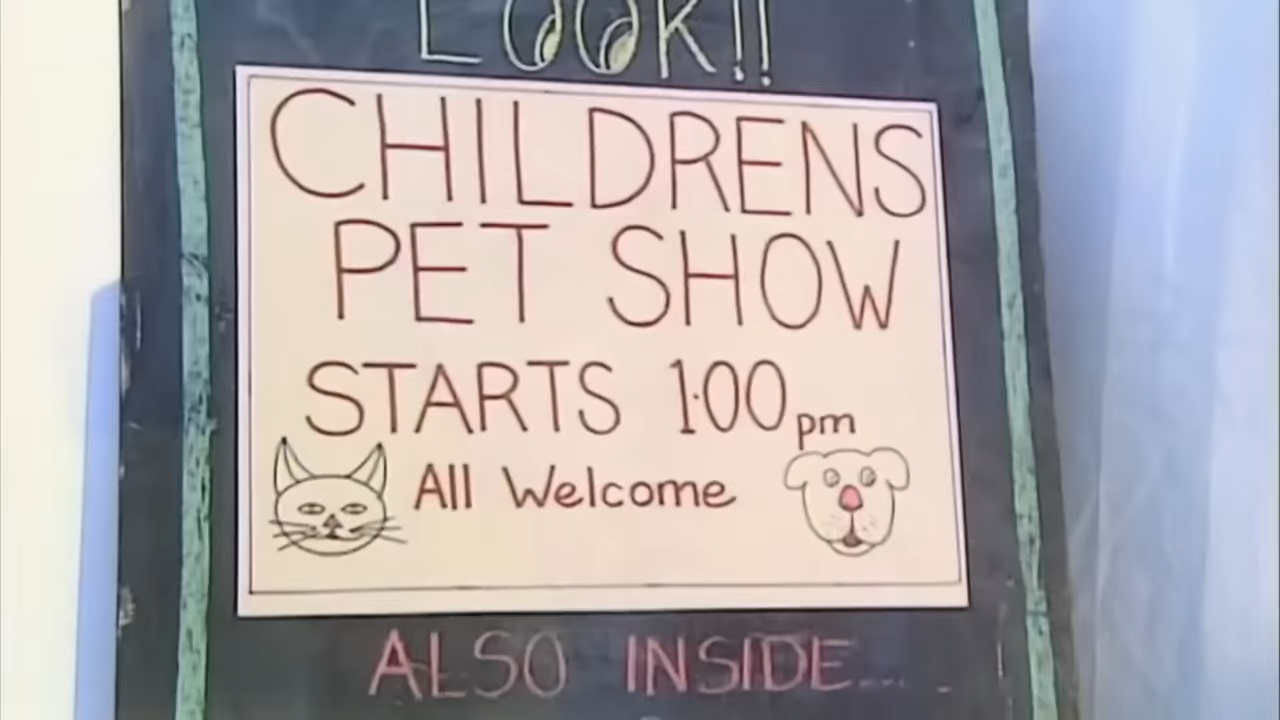 LOOK!!
CHILDRENS
PET SHOW
STARTS 1:00 pm
All Welcome
ALSO INSIDE....